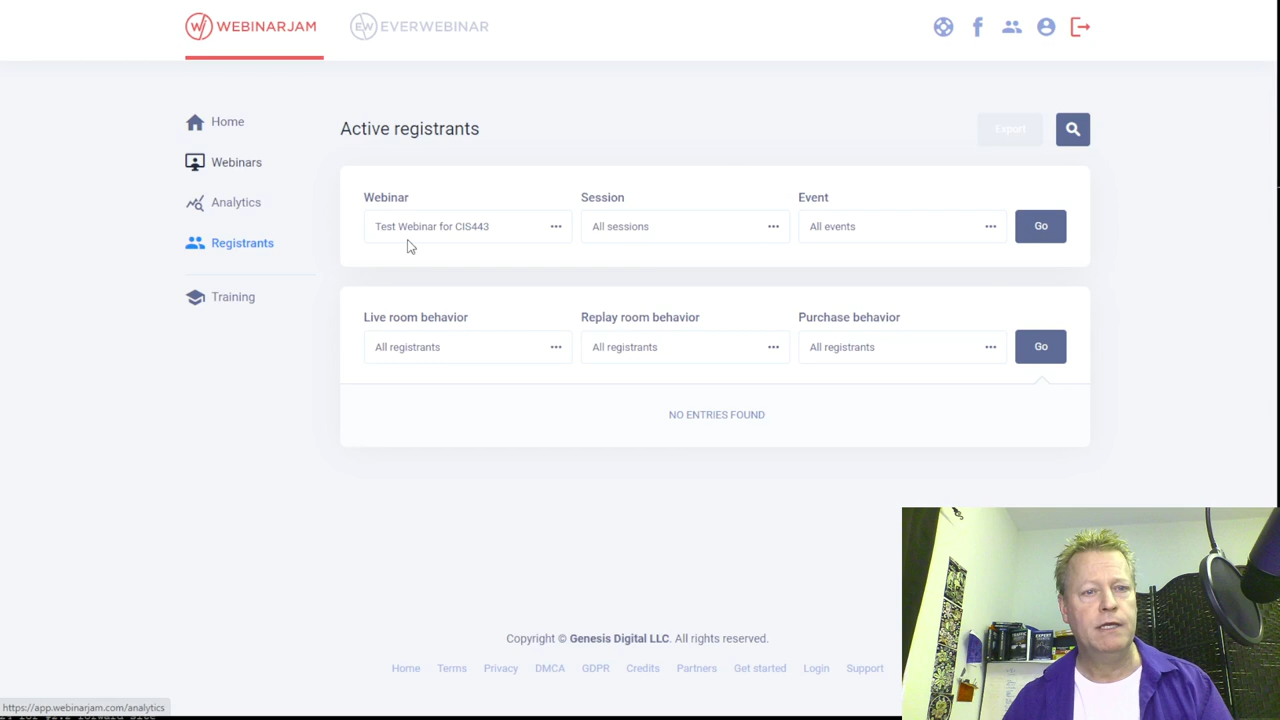 WEBINARJAM
EW EVERWEBINAR
Home
Webinars
Analytics
Registrants
Training
Active registrants
Export
Webinar Session Event
Test Webinar for CIS443 ••• All sessions ••• All events ••• Go
Live room behavior Replay room behavior Purchase behavior
All registrants ••• All registrants ••• All registrants ••• Go
NO ENTRIES FOUND
Copyright © Genesis Digital LLC. All rights reserved.
Home Terms Privacy DMCA GDPR Credits Partners Get started Login Support
https://app.webinarjam.com/analytics